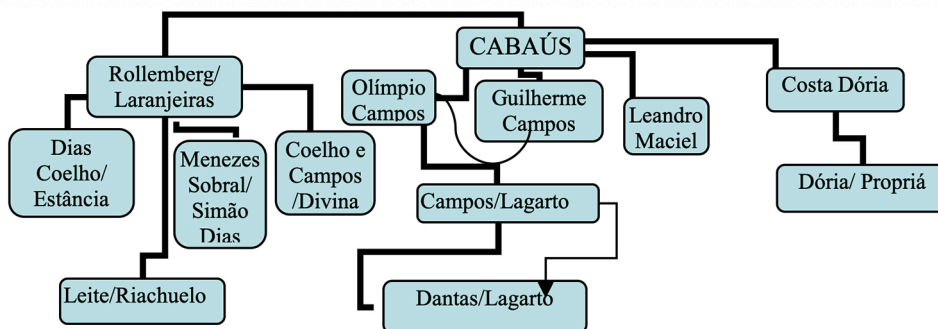 CABAÚS
Rollemberg/
Laranjeiras
Olímpio
Campos
Guilherme
Campos
Leandro
Maciel
Costa Dória
Dias
Coelho/
Estância
Menezes
Sobral/
Simão
Dias
Coelho e
Campos
/Divina
Campos/Lagarto
Dória/ Propriá
Leite/Riachuelo
Dantas/Lagarto